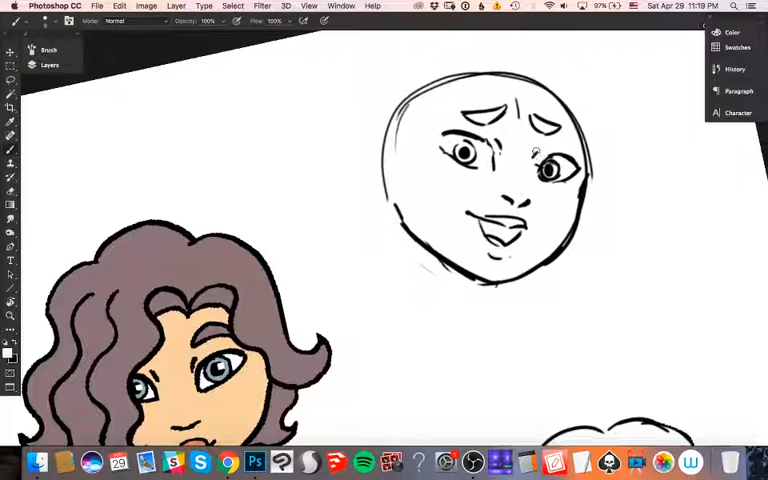 Photoshop CC File Edit Image Layer Type Select Filter 3D View Window Help 97% Sat Apr 29 11:19 PM
Mode: Normal Opacity: 100% Flow: 100%
Brush
Layers
Color
Swatches
History
Paragraph
Character
29
Ps